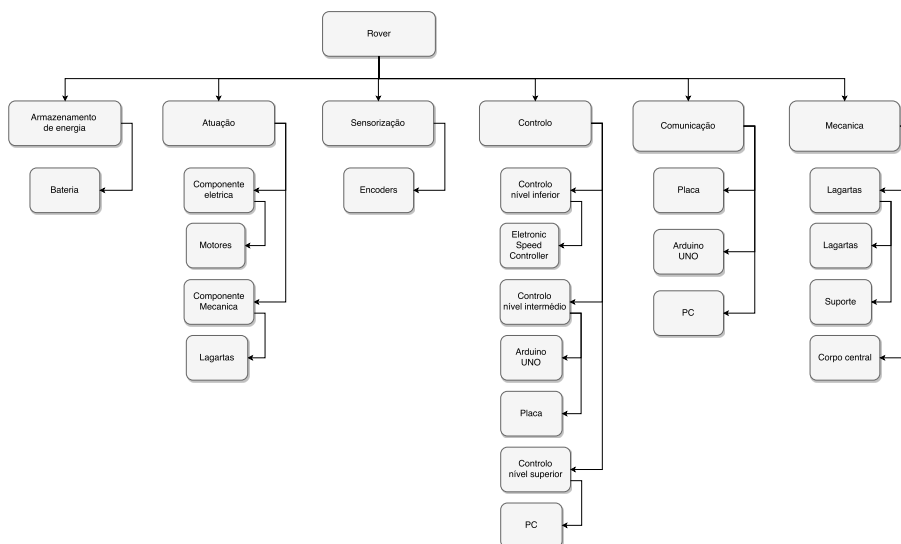 Rover
Armazenamento
de energia
Atuação
Sensorização
Controlo
Comunicação
Mecanica
Bateria
Componente
eletrica
Motores
Componente
Mecanica
Lagartas
Encoders
Controlo
nível inferior
Eletronic
Speed
Controller
Controlo
nível intermédio
Arduino
UNO
Placa
Controlo
nível superior
PC
Placa
Arduino
UNO
PC
Lagartas
Lagartas
Suporte
Corpo central